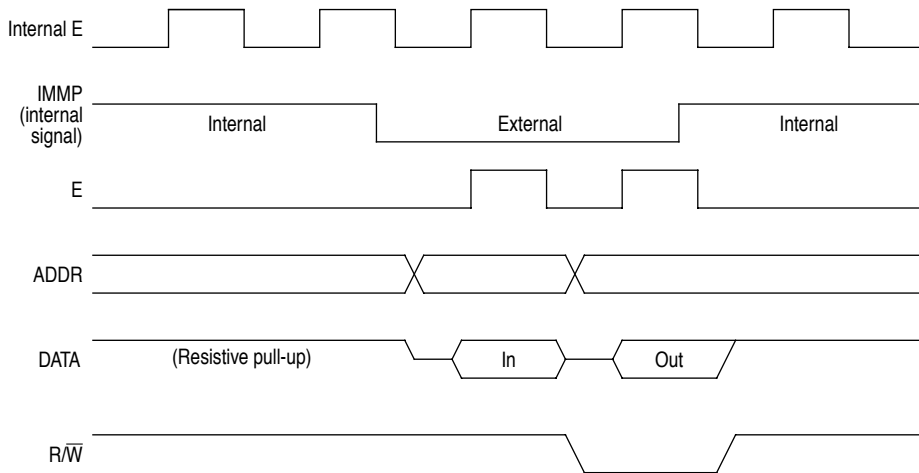 Internal E
IMMP
(internal
signal)
Internal
External
Internal
E
ADDR
DATA
(Resistive pull-up)
In
Out
R/W̅